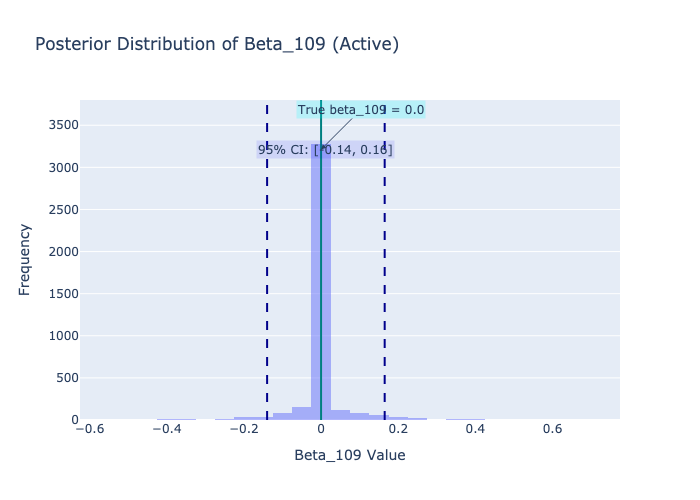 Posterior Distribution of Beta_109 (Active)
True beta_109 = 0.0
95% CI: [-0.14, 0.16]
3500
3000
2500
2000
1500
1000
500
0
Frequency
−0.6 −0.4 −0.2 0 0.2 0.4 0.6
Beta_109 Value